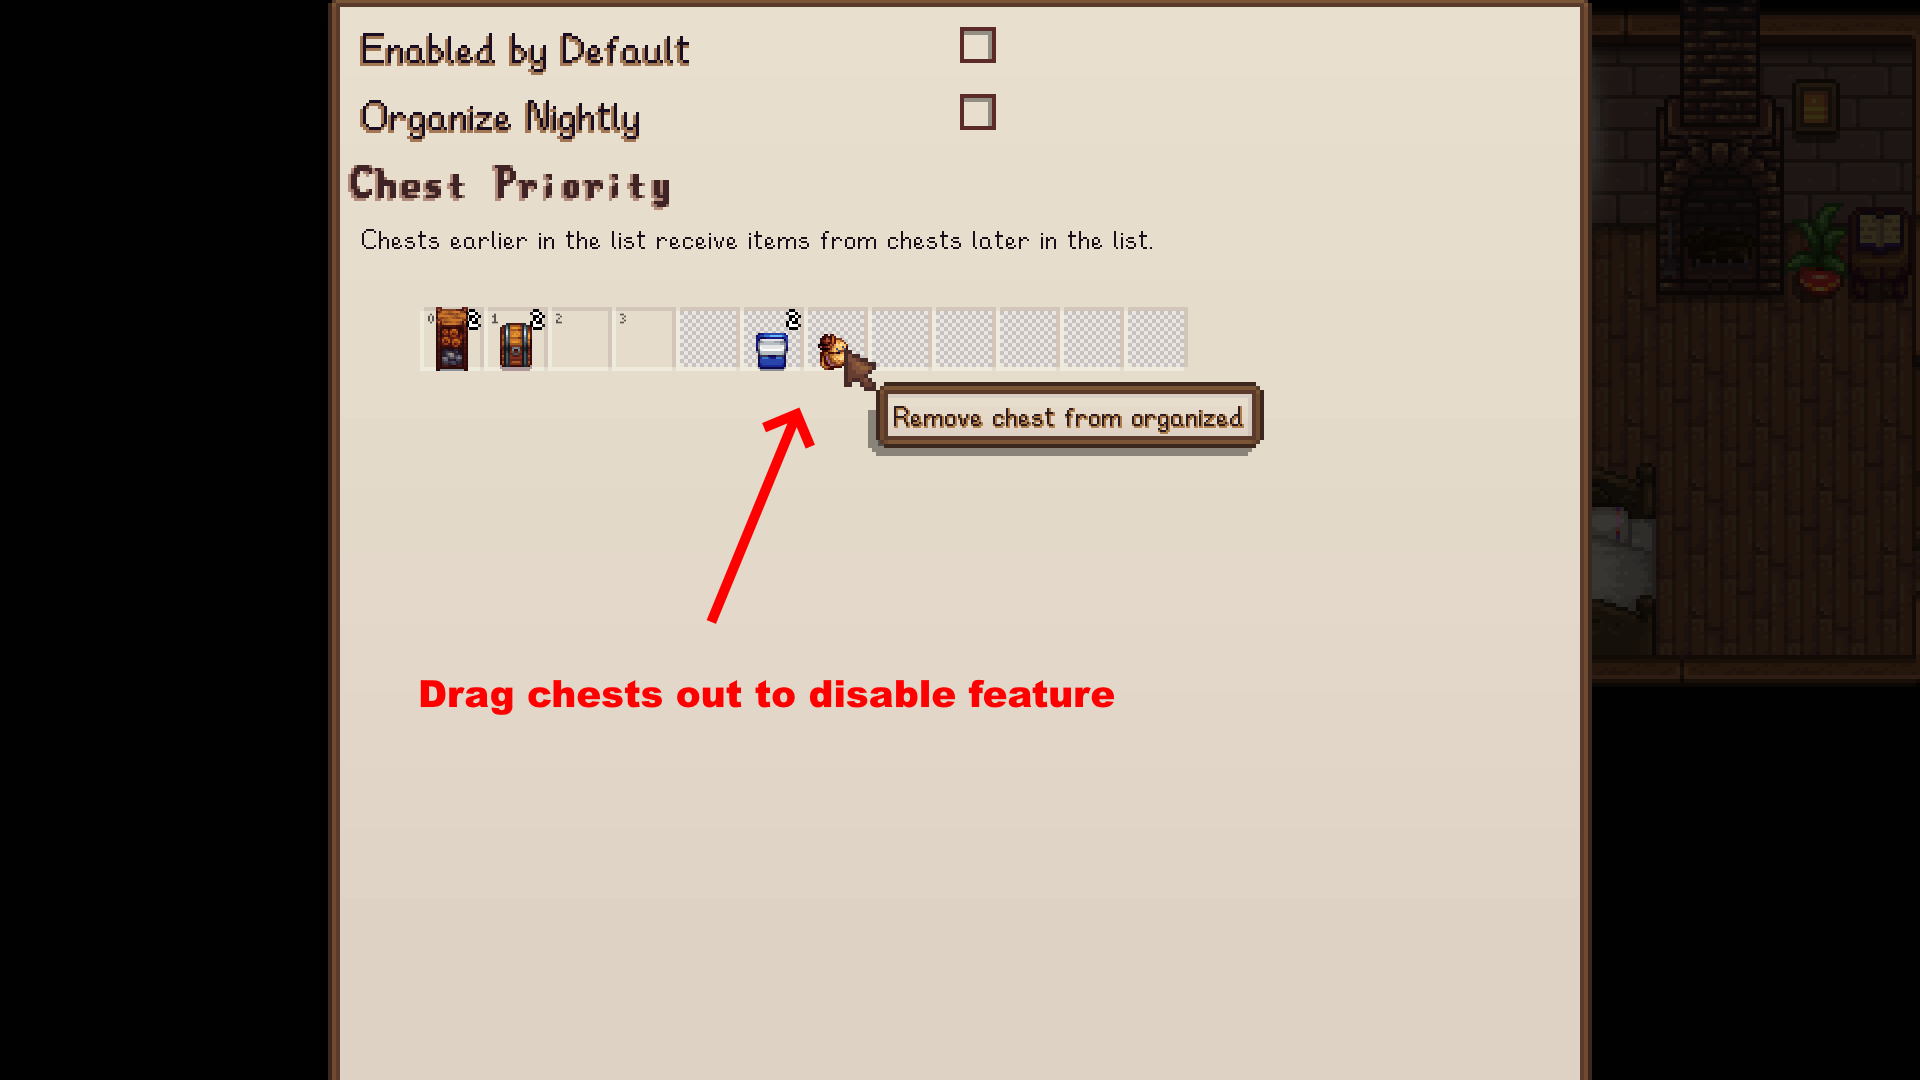 Enabled by Default
Organize Nightly
Chest Priority
Chests earlier in the list receive items from chests later in the list.
0 1 2 3
Remove chest from organized
Drag chests out to disable feature